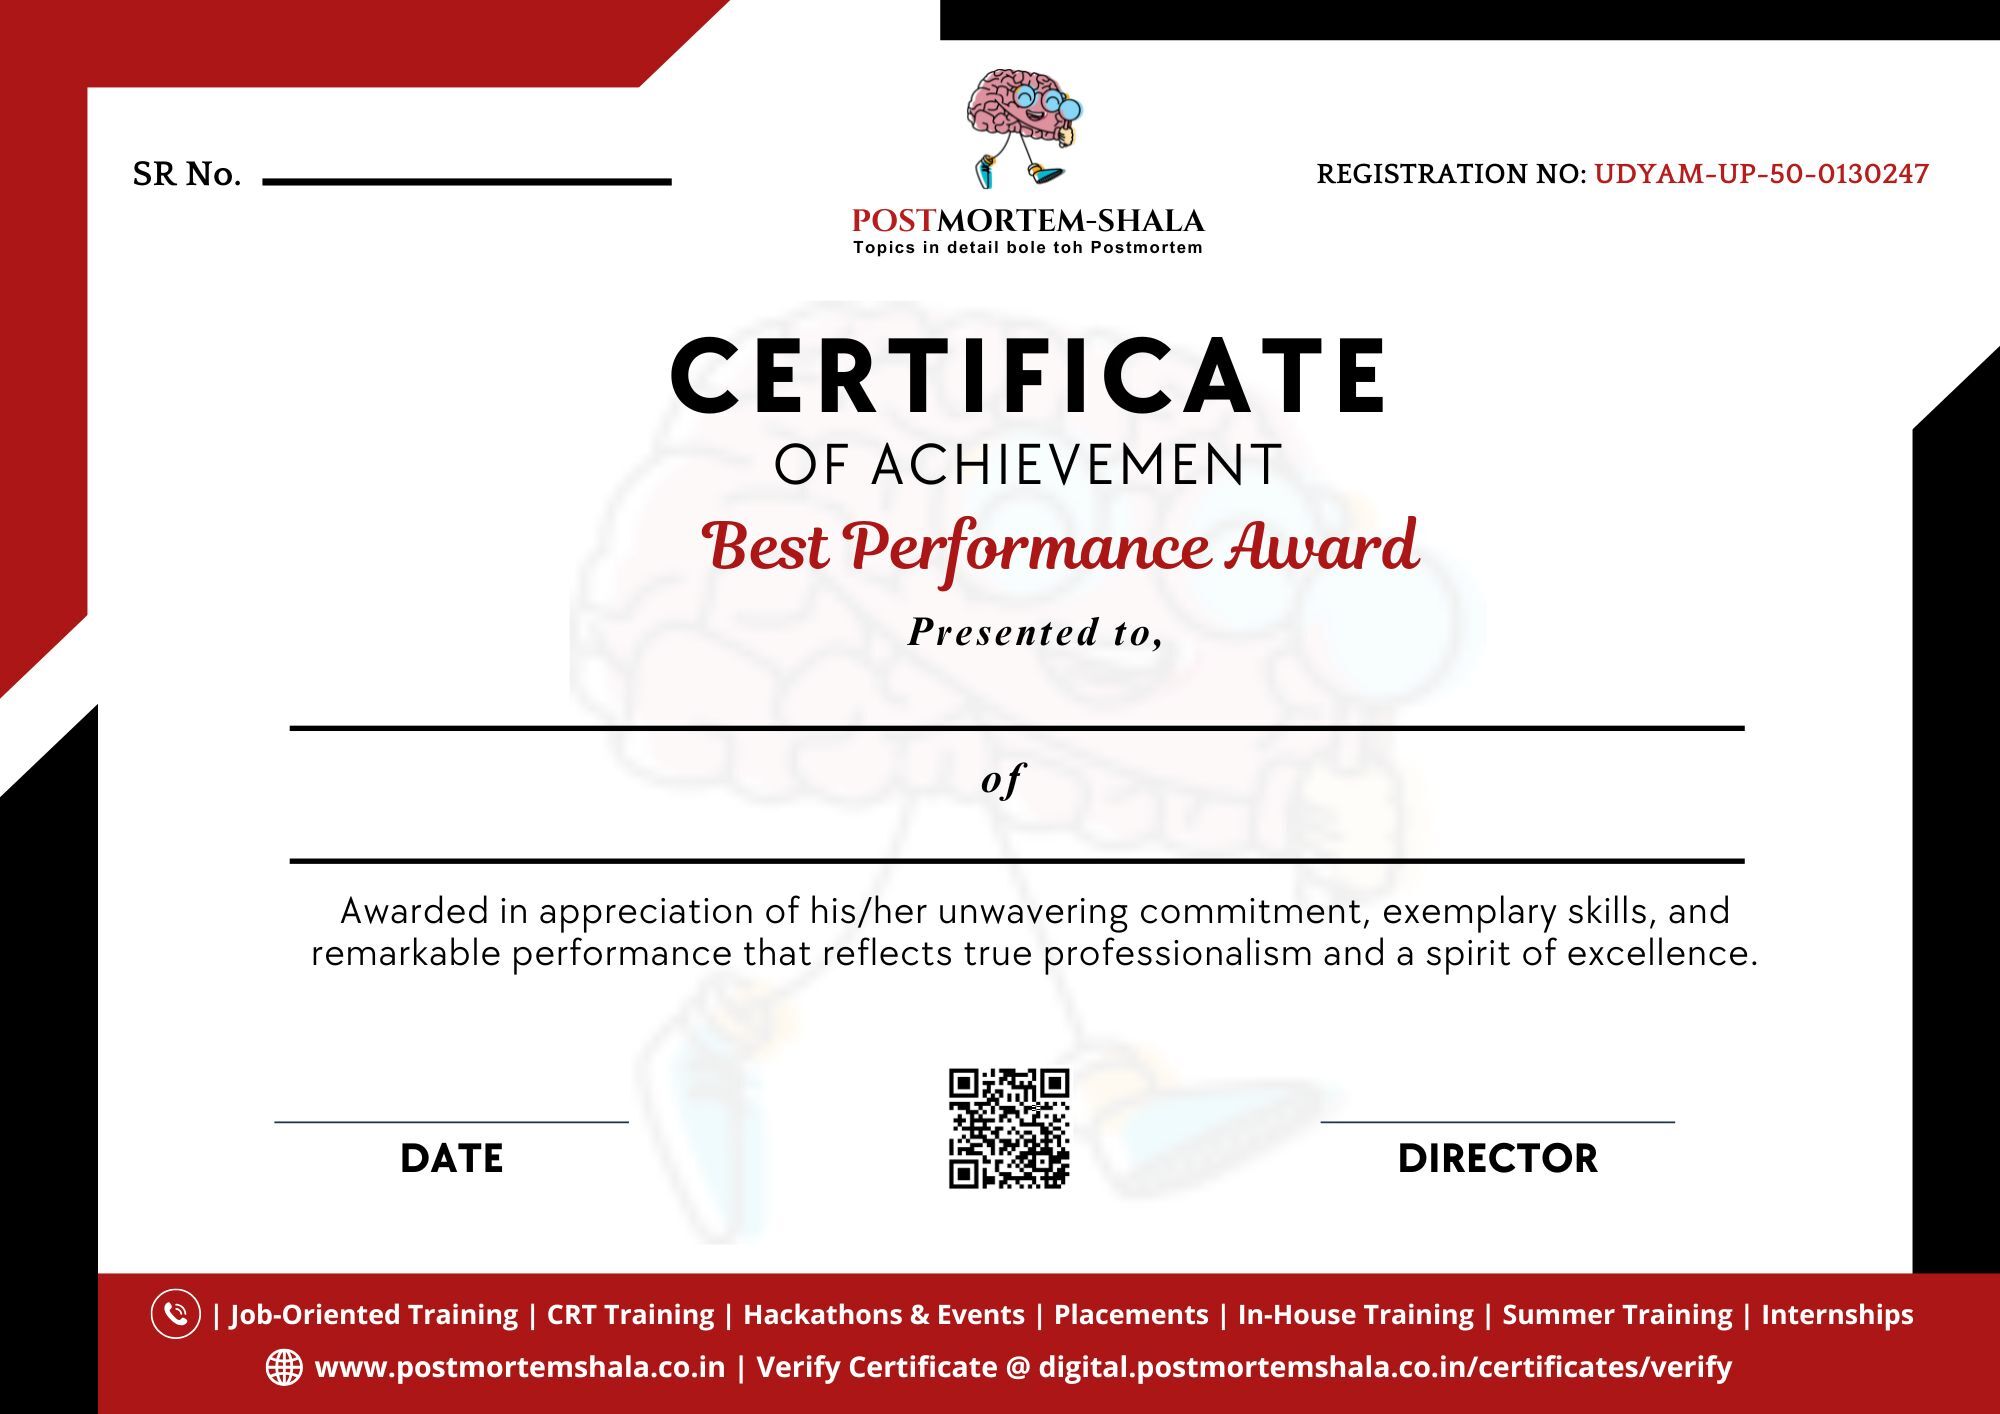 SR No.
REGISTRATION NO: UDYAM-UP-50-0130247
POSTMORTEM-SHALA
Topics in detail bole toh Postmortem
CERTIFICATE
OF ACHIEVEMENT
Best Performance Award
Presented to,
of
Awarded in appreciation of his/her unwavering commitment, exemplary skills, and
remarkable performance that reflects true professionalism and a spirit of excellence.
DATE
DIRECTOR
| Job-Oriented Training | CRT Training | Hackathons & Events | Placements | In-House Training | Summer Training | Internships
www.postmortemshala.co.in | Verify Certificate @ digital.postmortemshala.co.in/certificates/verify